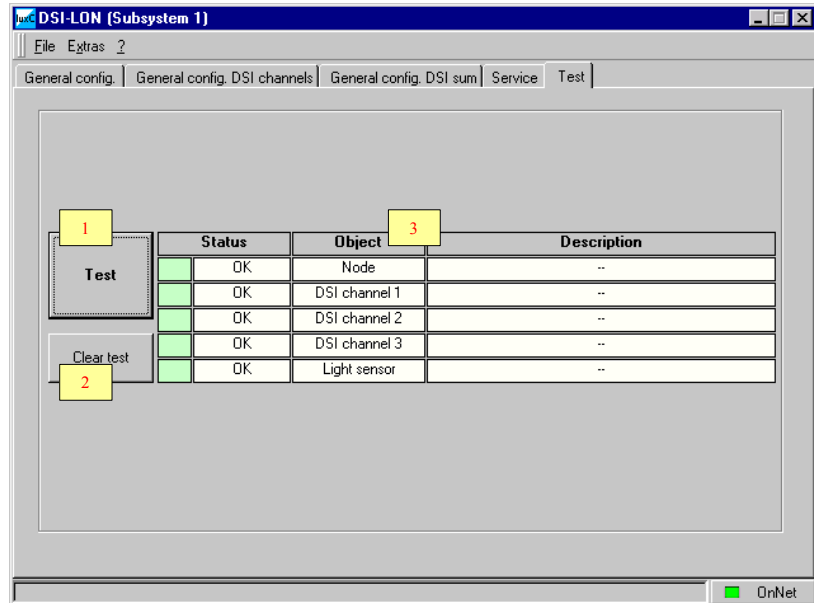 luxC DSI-LON (Subsystem 1)
File Extras ?
General config. General config. DSI channels General config. DSI sum Service Test
1
3
Status Object Description
Test
OK Node --
OK DSI channel 1 --
OK DSI channel 2 --
OK DSI channel 3 --
Clear test
OK Light sensor --
2
OnNet